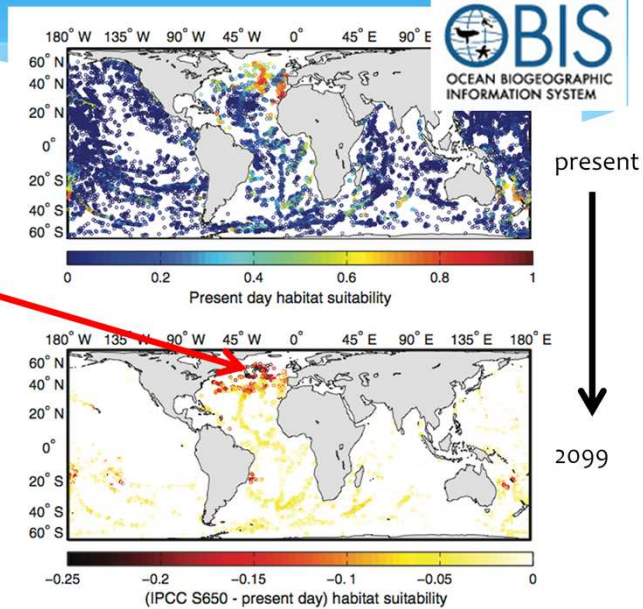 OBIS
OCEAN BIOGEOGRAPHIC
INFORMATION SYSTEM
180° W 135° W 90° W 45° W 0° 45° E 90° E
60° N
40° N
20° N
0°
20° S
40° S
60° S
present
0 0.2 0.4 0.6 0.8 1
Present day habitat suitability
180° W 135° W 90° W 45° W 0° 45° E 90° E 135° E 180° E
60° N
40° N
20° N
0°
20° S
40° S
60° S
2099
−0.25 −0.2 −0.15 −0.1 −0.05 0
(IPCC S650 - present day) habitat suitability